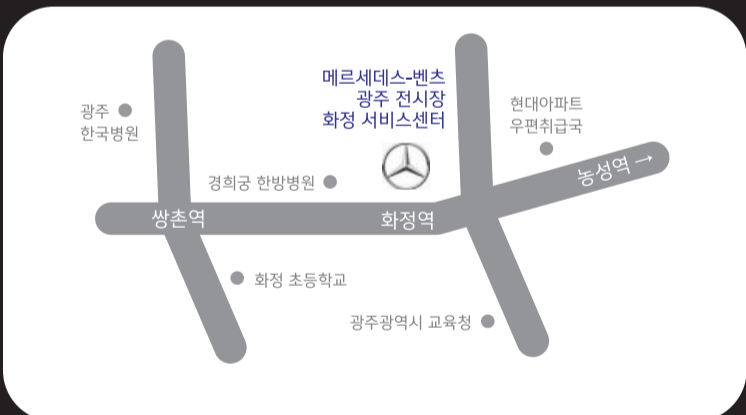 메르세데스-벤츠
광주 전시장
화정 서비스센터
광주
한국병원
현대아파트
우편취급국
경희궁 한방병원
농성역 →
쌍촌역
화정역
화정 초등학교
광주광역시 교육청